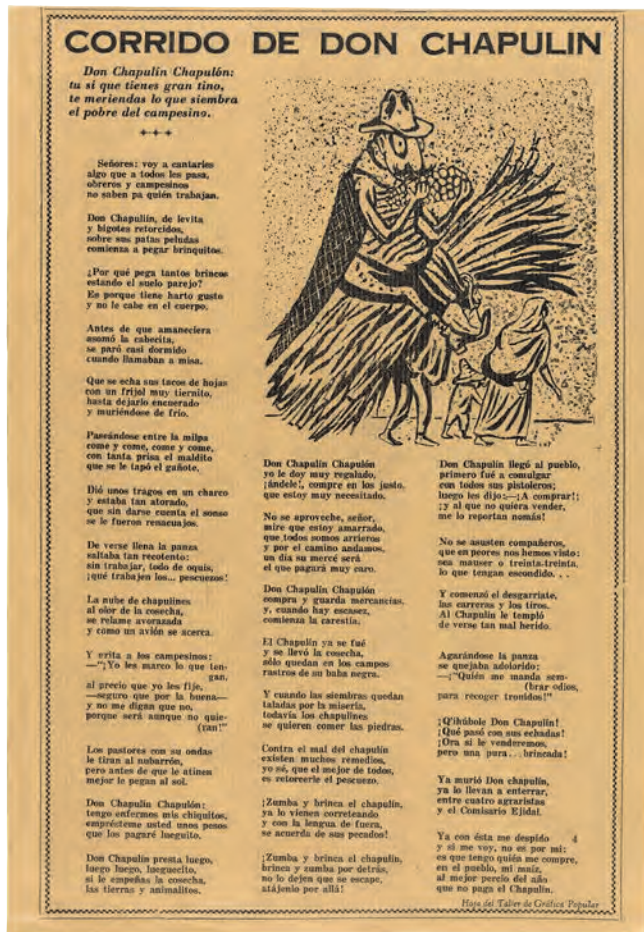 CORRIDO DE DON CHAPULIN
Don Chapulín Chapulón:
tu si que tienes gran tino,
te meriendas lo que siembra
el pobre del campesino.
Señores: voy a cantarles
algo que a todos les pasa,
obreros y campesinos
no saben pa quién trabajan.
Don Chapuliín, de levita
y bigotes retorcidos,
sobre sus patas peludas
comienza a pegar brinquitos.
¿Por qué pega tantos brincos
estando el suelo parejo?
Es porque tiene harto gusto
y no le cabe en el cuerpo.
Antes de que amaneciera
asomó la cabecita,
se paró casi dormido
cuando llamaban a misa.
Que se echa sus tacos de hojas
con un frijol muy tiernito,
hasta dejarlo encuerado
y muriéndose de frío.
Paseándose entre la milpa
come y come, come y come,
con tanta prisa el maldito
que se le tapó el gañote.
Dió unos tragos en un charco
y estaba tan atorado,
que sin darse cuenta el sonso
se le fueron renacuajos.
De verse llena la panza
saltaba tan recotento:
sin trabajar, todo de oquis,
¡qué trabajen los... pescuezos!
La nube de chapulines
al olor de la cosecha,
se relame avorazada
y como un avión se acerca.
Y grita a los campesinos:
—"¡Yo les marco lo que ten-
gan,
al precio que yo les fije,
—seguro que por la buena—
y no me digan que no,
porque será aunque no quie-
(ran!"
Los pastores con su ondas
le tiran al nubarrón,
pero antes de que le atinen
mejor le pegan al sol.
Don Chapulín Chapulón:
tengo enfermos mis chiquitos,
emprésteme usted unos pesos
que los pagaré lueguito.
Don Chapulín presta luego,
luego luego, lueguecito,
si le empeñas la cosecha,
las tierras y animalitos.
Don Chapulín Chapulón
yo le doy muy regalado,
¡ándele!, compre en los justo,
que estoy muy necesitado.
No se aproveche, señor,
mire que estoy amarrado,
que todos somos arrieros
y por el camino andamos,
un día su mercé será
el que pagará muy caro.
Don Chapulín Chapulón
compra y guarda mercancías,
y, cuando hay escasez,
comienza la carestía.
El Chapulín ya se fué
y se llevó la cosecha,
sólo quedan en los campos
rastros de su baba negra.
Y cuando las siembras quedan
taladas por la miseria,
todavía los chapulines
se quieren comer las piedras.
Contra el mal del chapulín
existen muchos remedios,
yo sé, que el mejor de todos,
es retorcerle el pescuezo.
¡Zumba y brinca el chapulín,
ya lo vienen correteando
y con la lengua de fuera,
se acuerda de sus pecados!
¡Zumba y brinca el chapulín,
brinca y zumba por detrás,
no lo dejen que se escape,
atájenlo por allá!
Don Chapulín llegó al pueblo,
primero fué a comulgar
con todos sus pistoleros;
luego les dijo:—¡A comprar!;
¡y al que no quiera vender,
me lo reportan nomás!
No se asusten compañeros,
que en peores nos hemos visto:
sea mauser o treinta-treinta,
lo que tengan escondido. . .
Y comenzó el desgarriate,
las carreras y los tiros.
Al Chapulín le templó
de verse tan mal herido.
Agarándose la panza
se quejaba adolorido:
—¡"Quién me manda sem-
(brar odios,
para recoger tronidos!"
¡Q'ihúbole Don Chapulín!
¡Qué pasó con sus echadas!
¡Ora si le venderemos,
pero una pura... brincada!
Ya murió Don chapulín,
ya lo llevan a enterrar,
entre cuatro agraristas
y el Comisario Ejidal.
Ya con ésta me despido 4
y si me voy, no es por mi:
es que tengo quién me compre,
en el pueblo, mi maíz,
al mejor percio del año
que no paga el Chapulín.
Hoja del Taller de Gráfica Popular